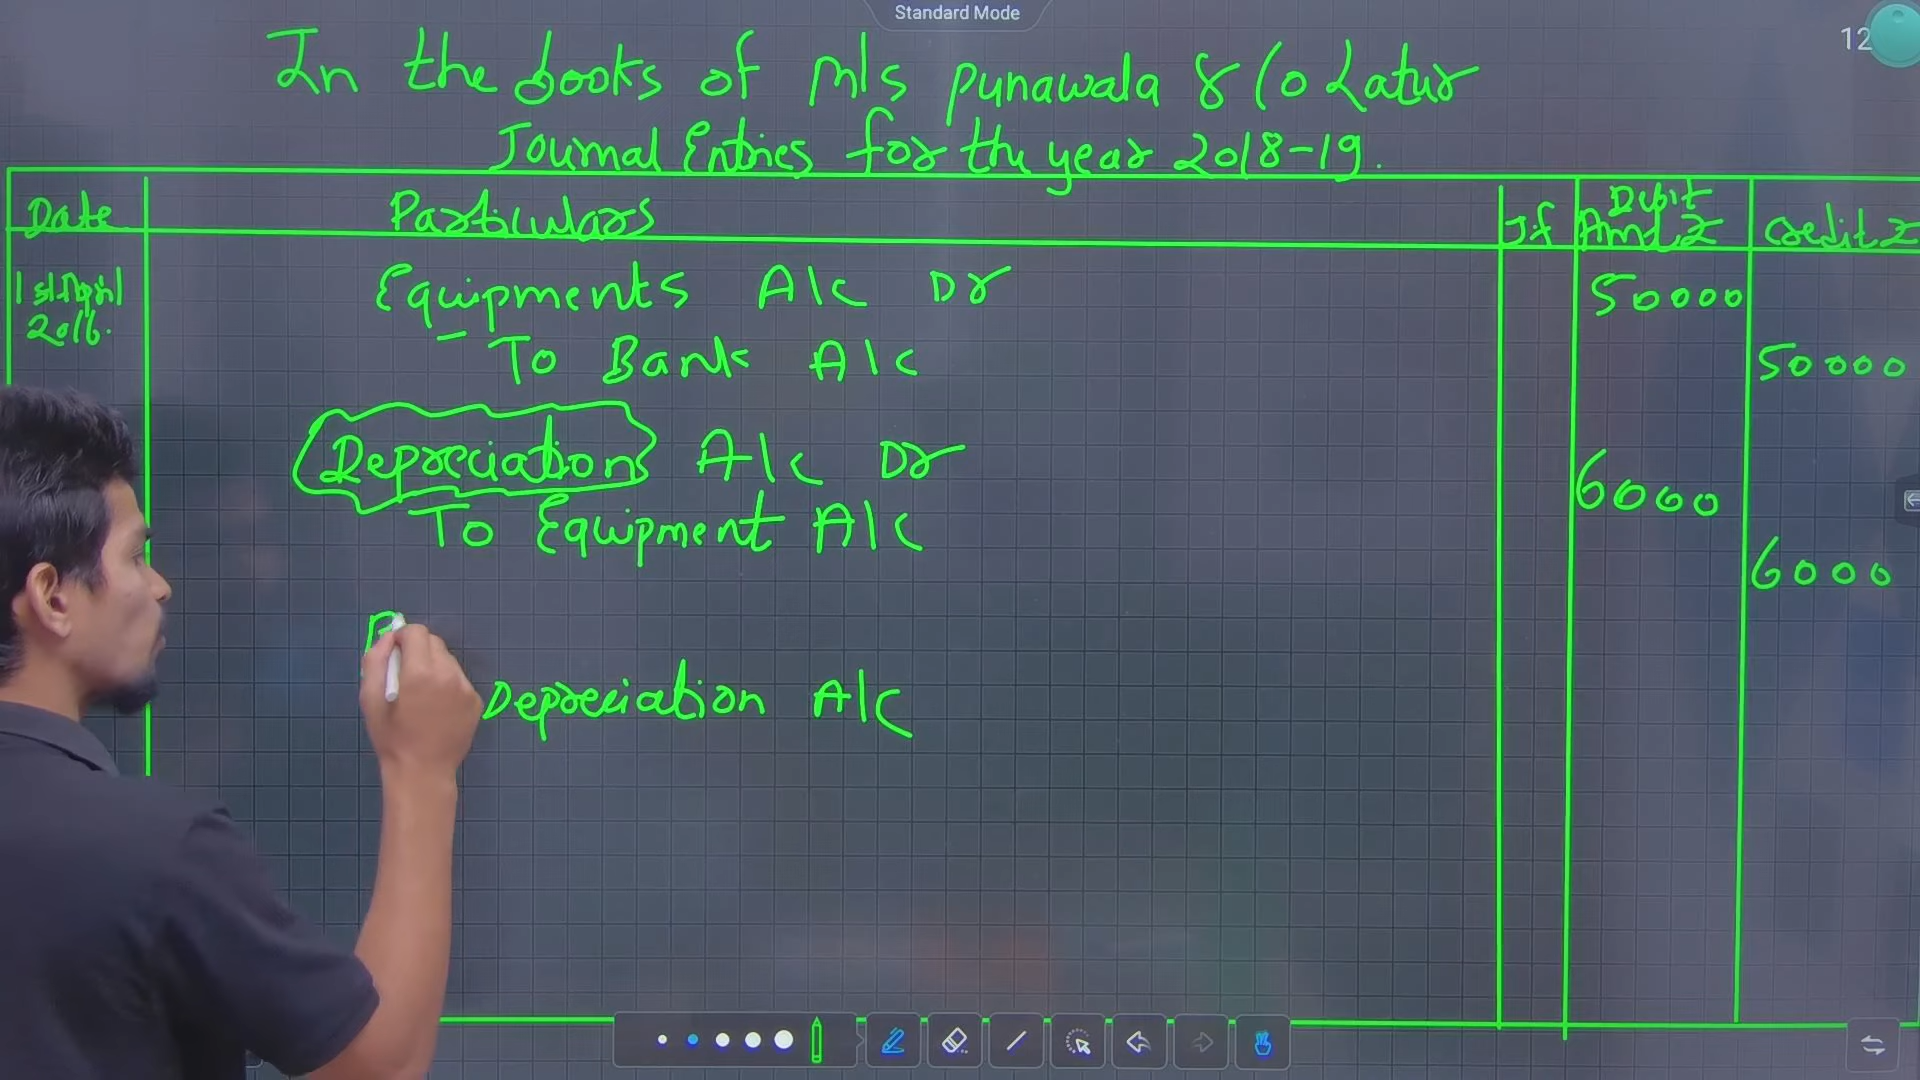 Standard Mode
12
In the books of M/s Punawala & Co Latur
Journal Entries for the year 2018-19.
Date Particulars J.f Debit Amt. ₹ Credit ₹
1st April 2016. Equipments A/c Dr 50000
To Bank A/c 50000
Depreciation A/c Dr 6000
To Equipment A/c 6000
Depreciation A/c